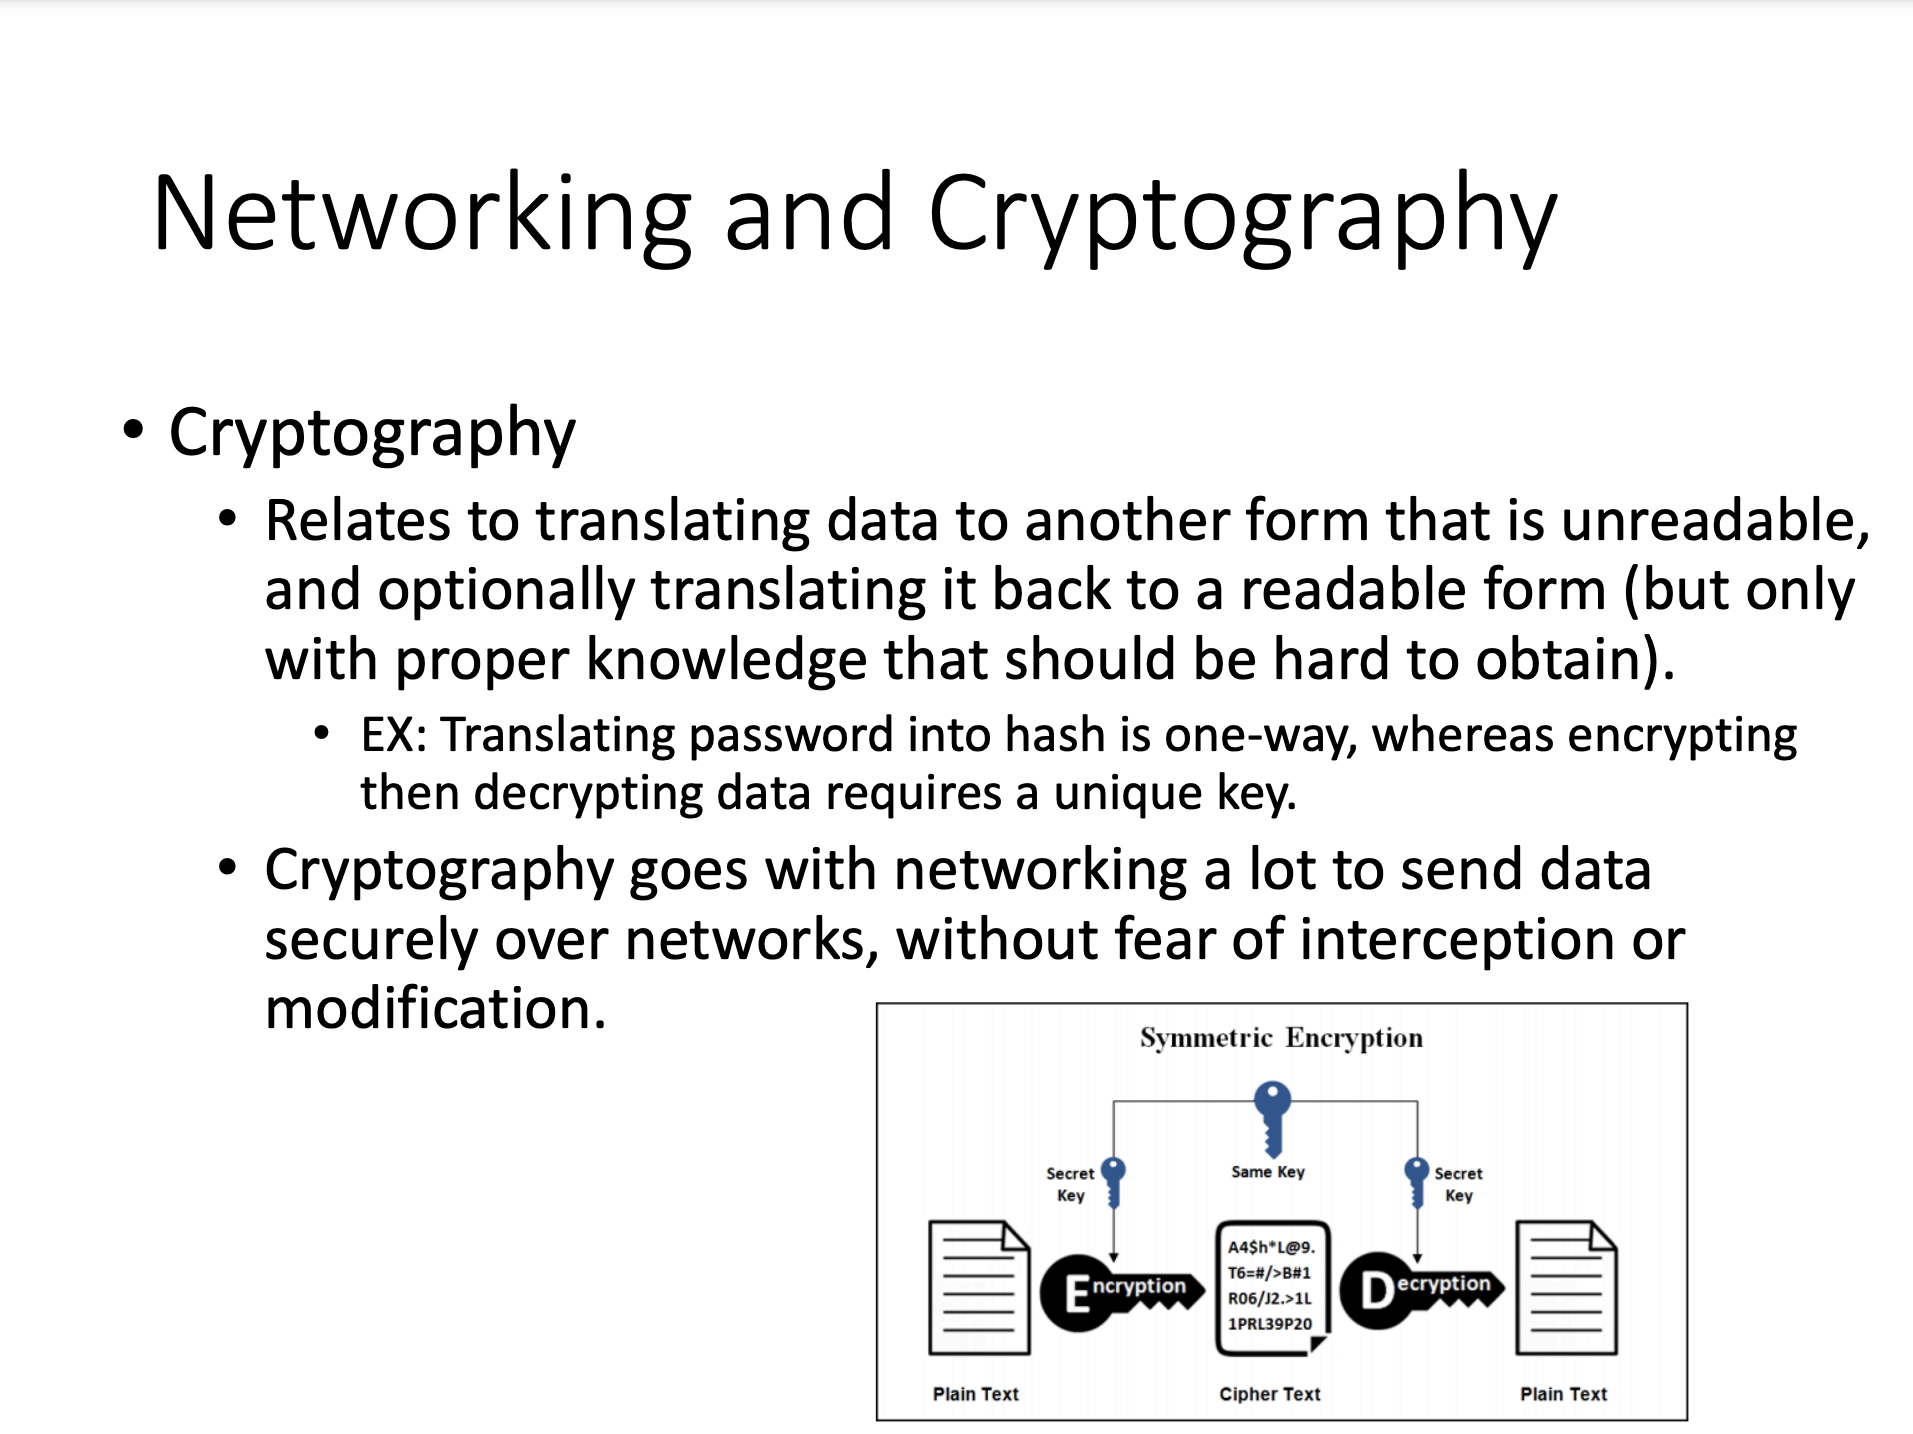 Networking and Cryptography
• Cryptography
• Relates to translating data to another form that is unreadable,
and optionally translating it back to a readable form (but only
with proper knowledge that should be hard to obtain).
• EX: Translating password into hash is one-way, whereas encrypting
then decrypting data requires a unique key.
• Cryptography goes with networking a lot to send data
securely over networks, without fear of interception or
modification.
Symmetric Encryption
Secret
Key
Same Key
Secret
Key
Encryption
A4$h*L@9.
T6=#/>B#1
R06/J2.>1L
1PRL39P20
Decryption
Plain Text
Cipher Text
Plain Text